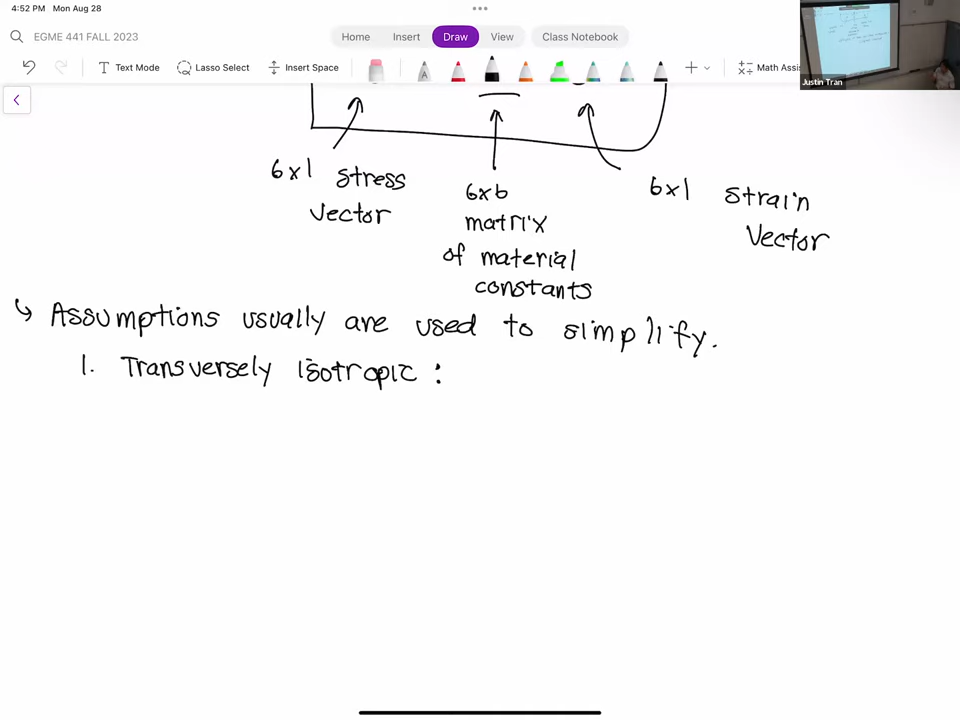 4:52 PM Mon Aug 28
EGME 441 FALL 2023
Home Insert Draw View Class Notebook
Text Mode Lasso Select Insert Space Math Assis
Justin Tran
6x1 stress vector
6x6 matrix of material constants
6x1 strain vector
↳ Assumptions usually are used to simplify.
1. Transversely isotropic: